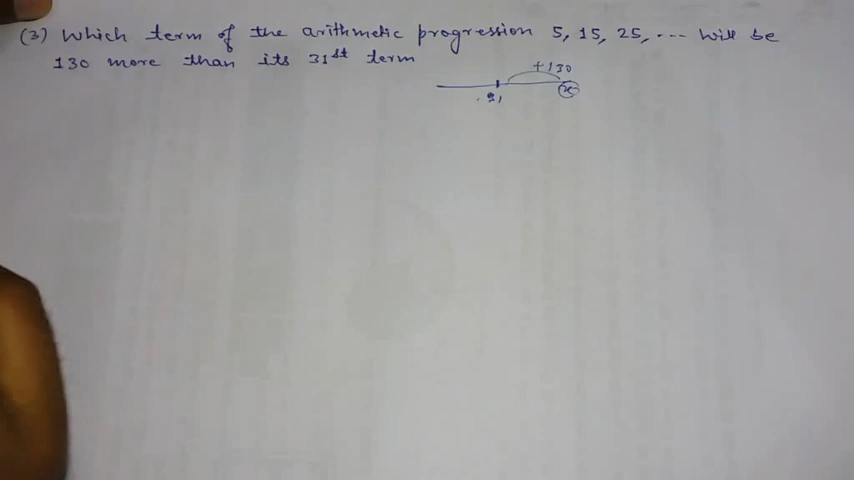 (3) Which term of the arithmetic progression 5, 15, 25, ... will be
130 more than its 31st term
+130
31
x